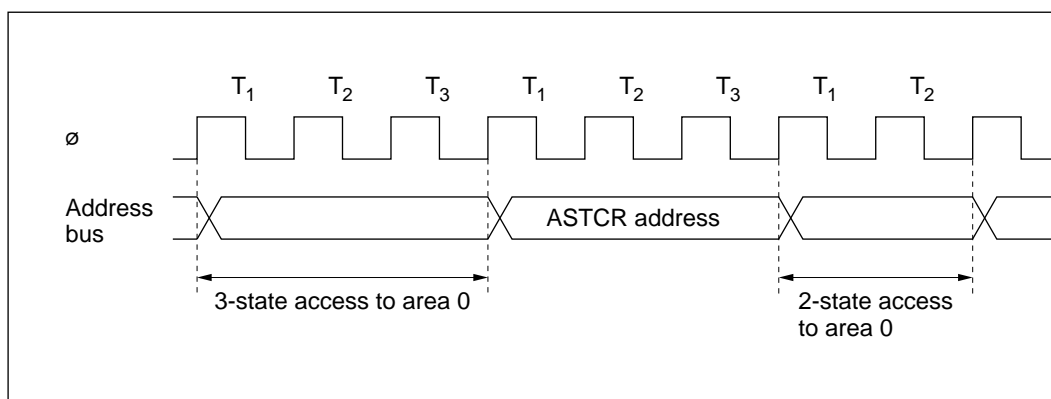 T1 T2 T3 T1 T2 T3 T1 T2
ø
Address
bus
ASTCR address
3-state access to area 0
2-state access
to area 0